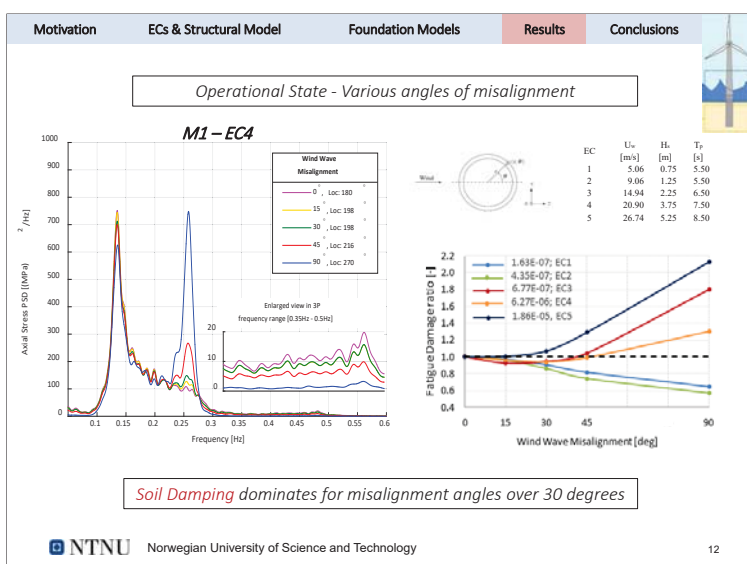 Motivation
ECs & Structural Model
Foundation Models
Results
Conclusions
Operational State - Various angles of misalignment
M1 – EC4
1000
900
800
700
600
500
400
300
200
100
0
Axial Stress PSD [(MPa)²/Hz]
0.1 0.15 0.2 0.25 0.3 0.35 0.4 0.45 0.5 0.55 0.6
Frequency [Hz]
Wind Wave
Misalignment
0°, Loc: 180°
15°, Loc: 198°
30°, Loc: 198°
45°, Loc: 216°
90°, Loc: 270°
Enlarged view in 3P
frequency range [0.35Hz - 0.5Hz]
20
10
0
Wind
EC Uw Hs Tp
[m/s] [m] [s]
1 5.06 0.75 5.50
2 9.06 1.25 5.50
3 14.94 2.25 6.50
4 20.90 3.75 7.50
5 26.74 5.25 8.50
Fatigue Damage ratio [-]
2.2
2.0
1.8
1.6
1.4
1.2
1.0
0.8
0.6
0.4
1.63E-07; EC1
4.35E-07; EC2
6.77E-07; EC3
6.27E-06; EC4
1.86E-05, EC5
0 15 30 45 90
Wind Wave Misalignment [deg]
Soil Damping dominates for misalignment angles over 30 degrees
NTNU
Norwegian University of Science and Technology
12